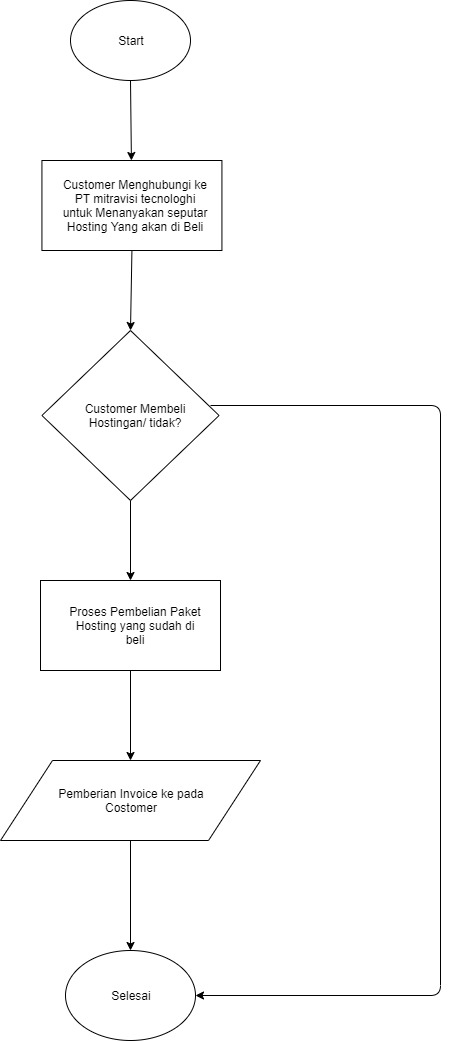 Start
Customer Menghubungi ke
PT mitravisi tecnologhi
untuk Menanyakan seputar
Hosting Yang akan di Beli
Customer Membeli
Hostingan/ tidak?
Proses Pembelian Paket
Hosting yang sudah di
beli
Pemberian Invoice ke pada
Costomer
Selesai